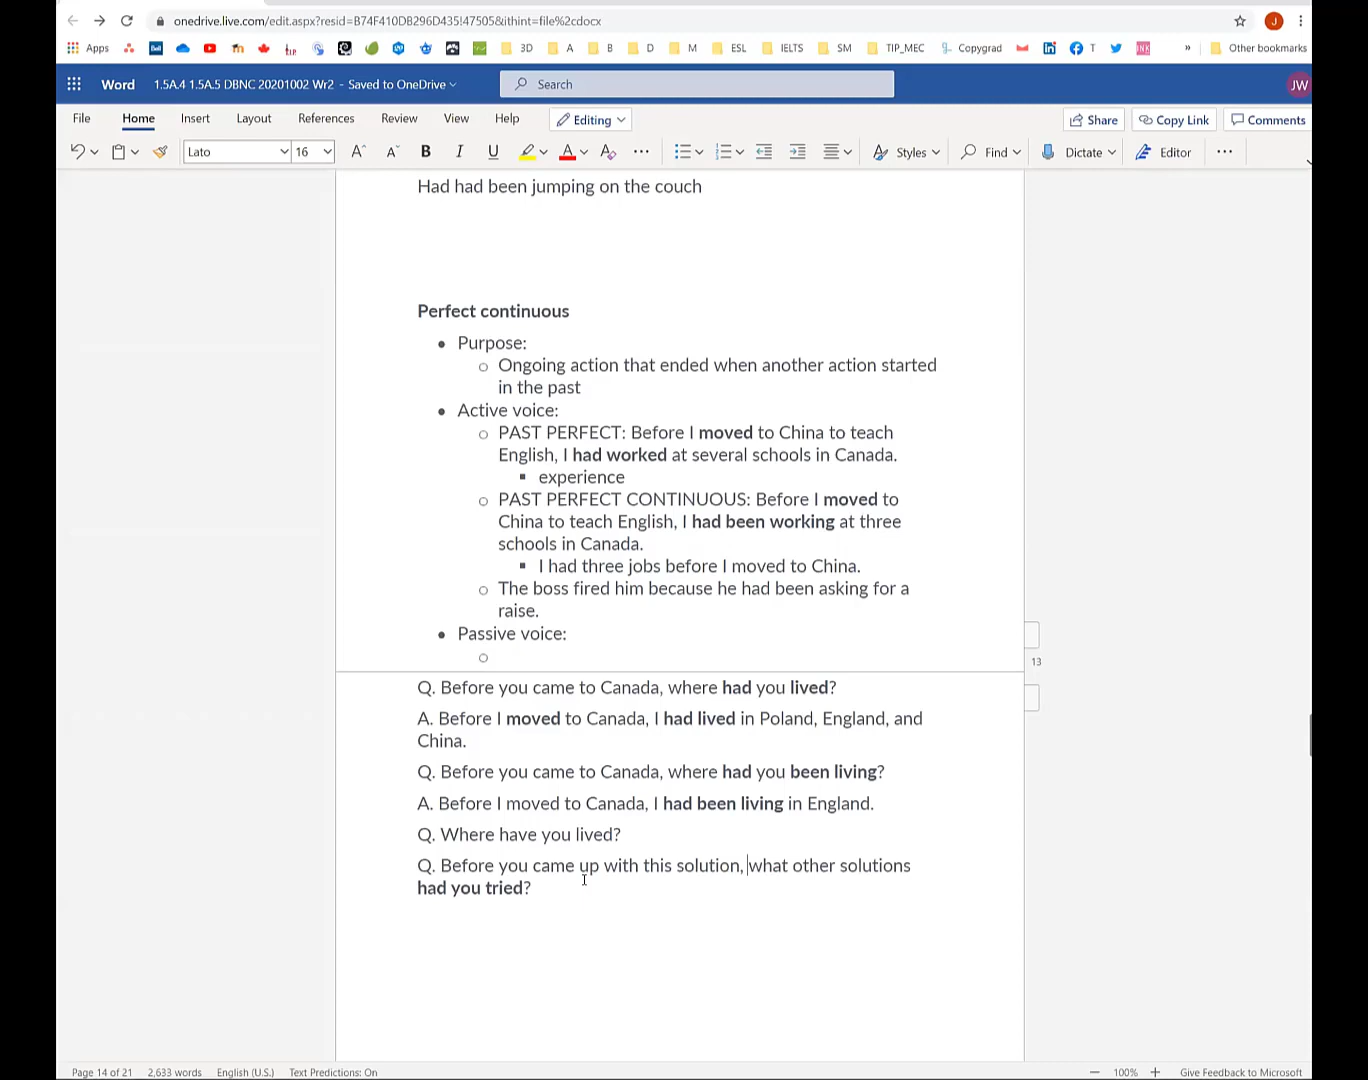 onedrive.live.com/edit.aspx?resid=B74F410DB296D435!47505&ithint=file%2cdocx
Apps 3D A B D M ESL IELTS SM TIP_MEC Copygrad T » Other bookmarks
Word 1.5A.4 1.5A.5 DBNC 20201002 Wr2 - Saved to OneDrive Search JW
File Home Insert Layout References Review View Help Editing Share Copy Link Comments
Lato 16 A A B I U A A ... Styles Find Dictate Editor ...
Had had been jumping on the couch
Perfect continuous
• Purpose:
o Ongoing action that ended when another action started
in the past
• Active voice:
o PAST PERFECT: Before I moved to China to teach
English, I had worked at several schools in Canada.
▪ experience
o PAST PERFECT CONTINUOUS: Before I moved to
China to teach English, I had been working at three
schools in Canada.
▪ I had three jobs before I moved to China.
o The boss fired him because he had been asking for a
raise.
• Passive voice:
o
13
Q. Before you came to Canada, where had you lived?
A. Before I moved to Canada, I had lived in Poland, England, and
China.
Q. Before you came to Canada, where had you been living?
A. Before I moved to Canada, I had been living in England.
Q. Where have you lived?
Q. Before you came up with this solution, what other solutions
had you tried?
Page 14 of 21 2,633 words English (U.S.) Text Predictions: On — 100% + Give Feedback to Microsoft